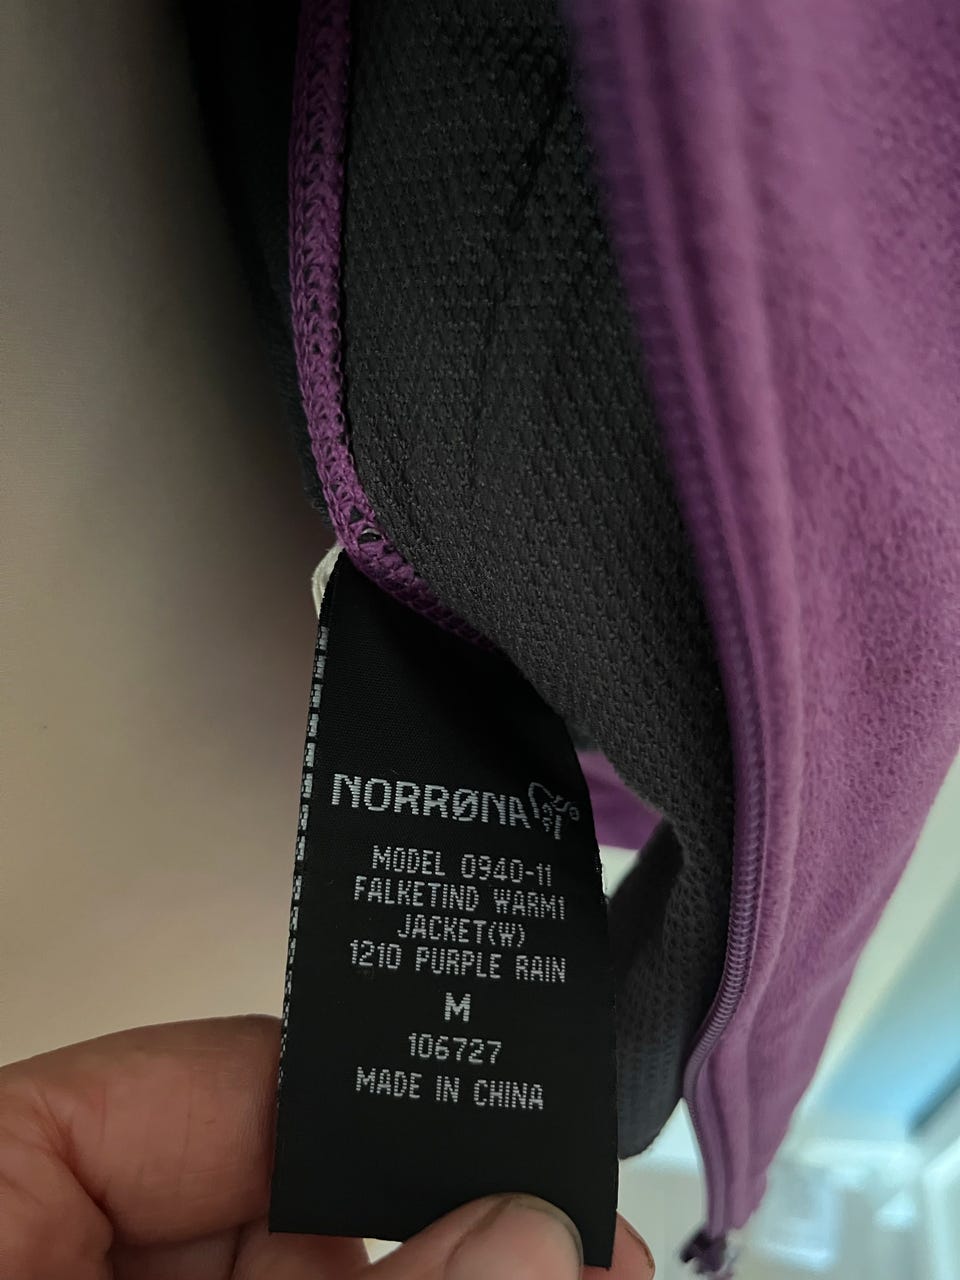 NORRØNA
MODEL 0940-11
FALKETIND WARM1
JACKET(W)
1210 PURPLE RAIN
M
106727
MADE IN CHINA